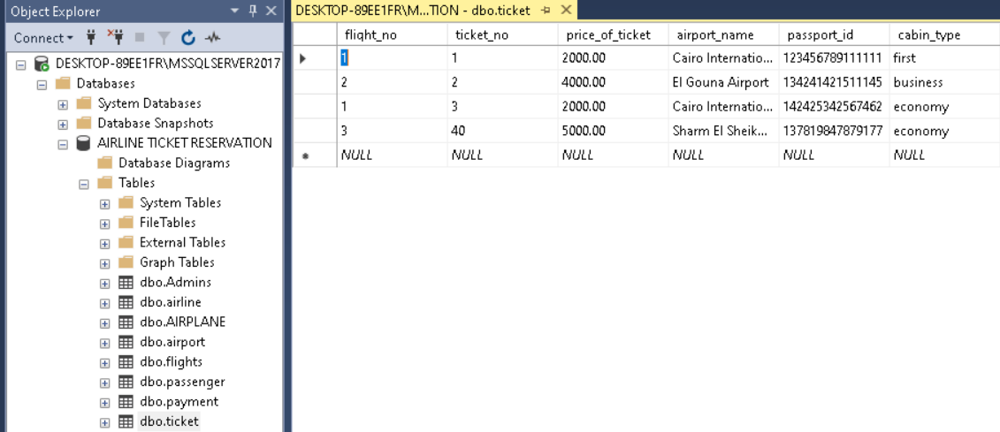 Object Explorer
Connect
DESKTOP-89EE1FR\MSSQLSERVER2017
Databases
System Databases
Database Snapshots
AIRLINE TICKET RESERVATION
Database Diagrams
Tables
System Tables
FileTables
External Tables
Graph Tables
dbo.Admins
dbo.airline
dbo.AIRPLANE
dbo.airport
dbo.flights
dbo.passenger
dbo.payment
dbo.ticket
DESKTOP-89EE1FR\M...TION - dbo.ticket
flight_no ticket_no price_of_ticket airport_name passport_id cabin_type
1 1 2000.00 Cairo Internatio... 123456789111111 first
2 2 4000.00 El Gouna Airport 134241421511145 business
1 3 2000.00 Cairo Internatio... 142425342567462 economy
3 40 5000.00 Sharm El Sheik... 137819847879177 economy
NULL NULL NULL NULL NULL NULL